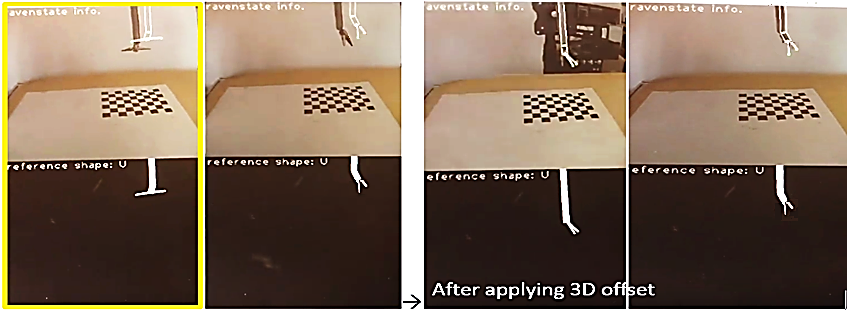 ravenstate info.
ravenstate info.
ravenstate info.
ravenstate info.
reference shape: U
reference shape: U
eference shape: U
reference shape: U
After applying 3D offset